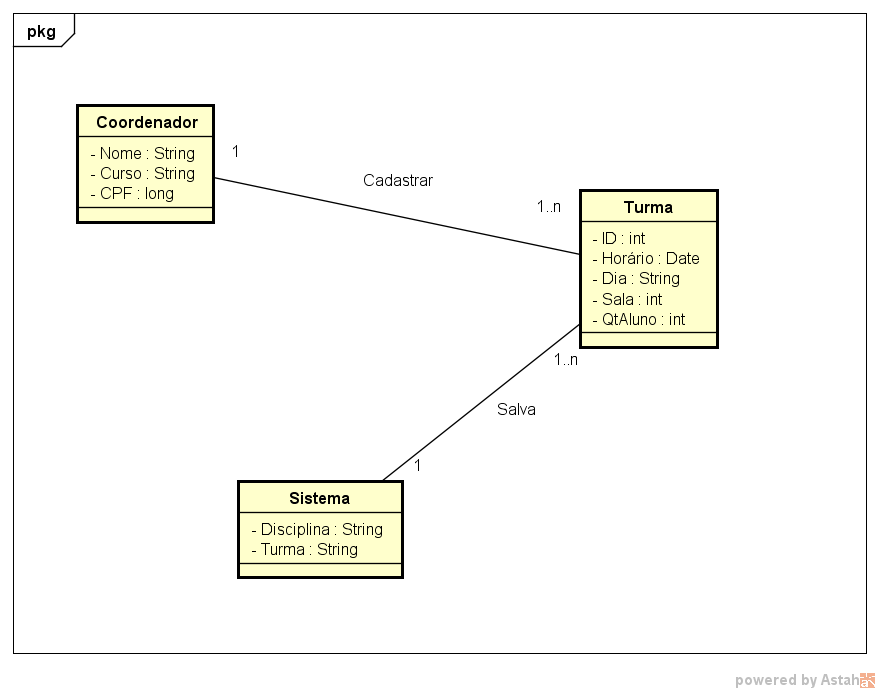 pkg
Coordenador
- Nome : String
- Curso : String
- CPF : long
1
Cadastrar
1..n
Turma
- ID : int
- Horário : Date
- Dia : String
- Sala : int
- QtAluno : int
1..n
Salva
1
Sistema
- Disciplina : String
- Turma : String
powered by Astah